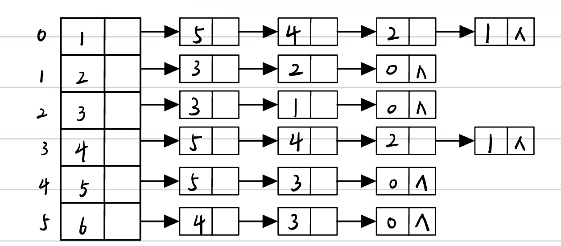 0 1 5 4 2 1 ∧
1 2 3 2 0 ∧
2 3 3 1 0 ∧
3 4 5 4 2 1 ∧
4 5 5 3 0 ∧
5 6 4 3 0 ∧